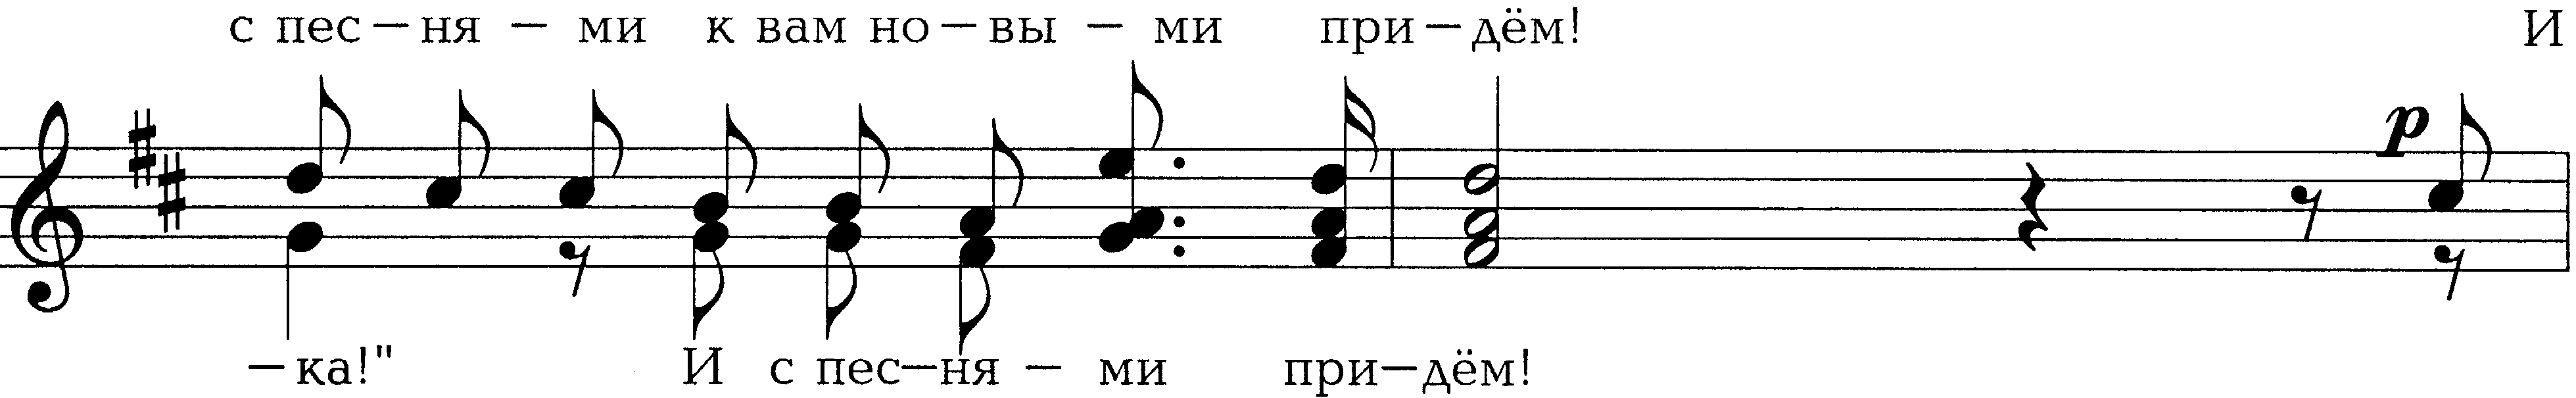 с пес – ня – ми к вам но – вы – ми при – дём! И
p
– ка!" И с пес – ня – ми при – дём!